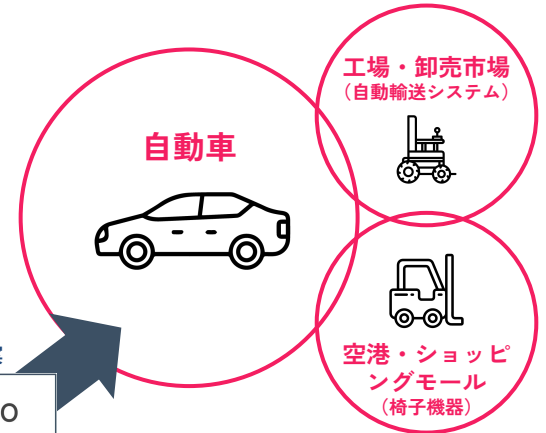 自動車
工場・卸売市場
（自動輸送システム）
空港・ショッピ
ングモール
（椅子機器）